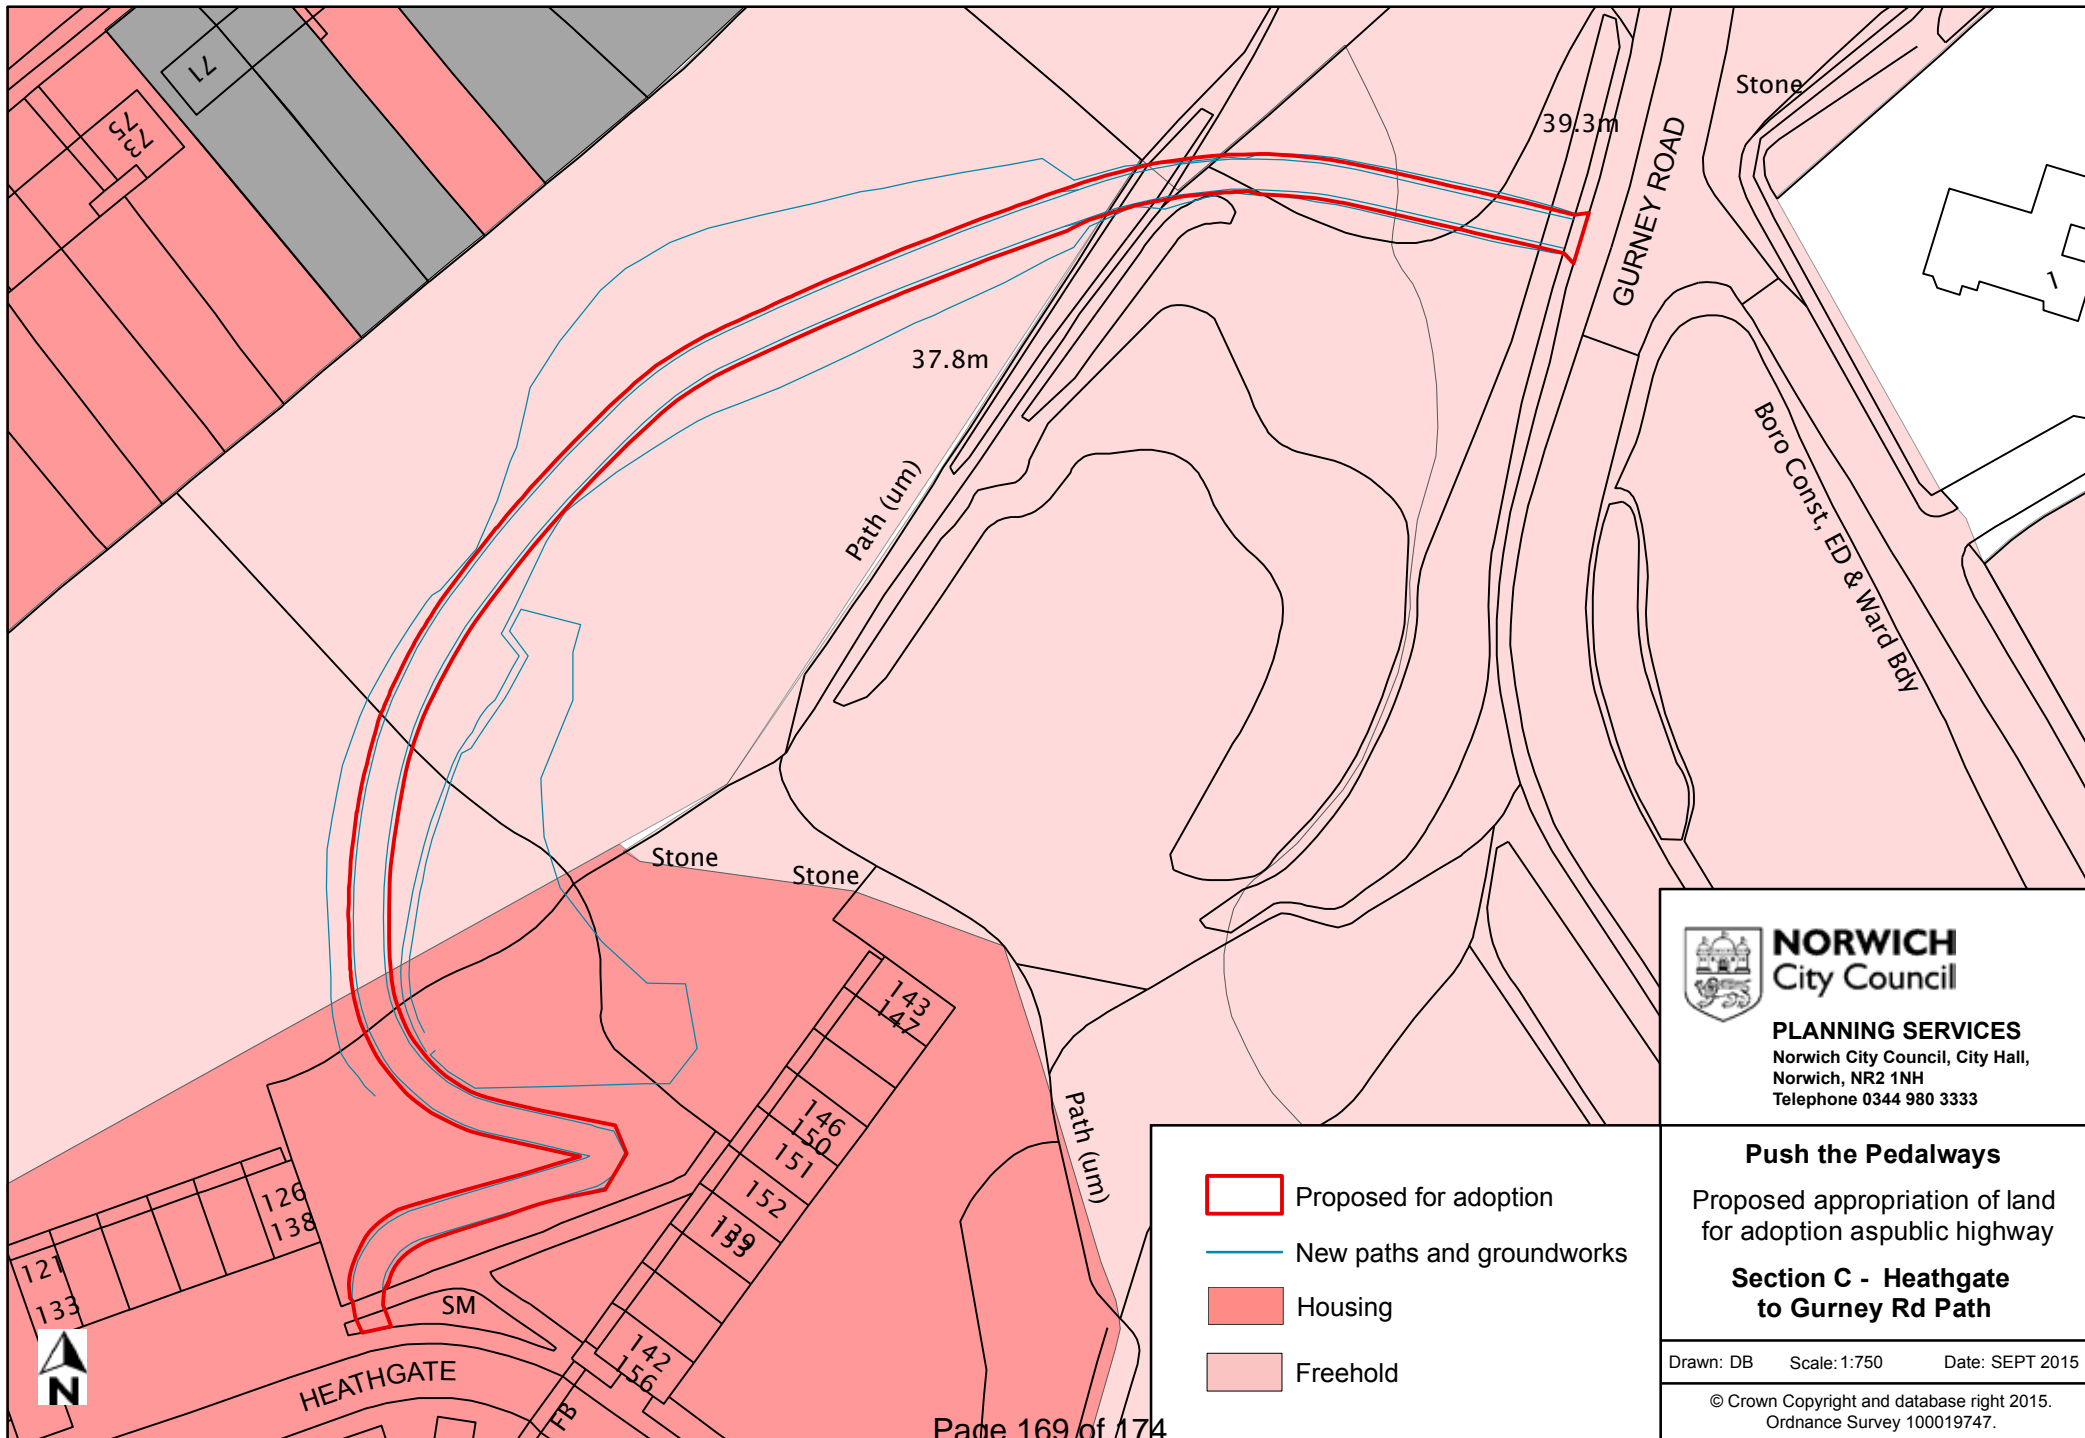 71
75
73
Stone
39.3m
GURNEY ROAD
1
37.8m
Path (um)
Boro Const, ED & Ward Bdy
Stone
Stone
143
147
146
150
151
152
139
153
142
156
Path (um)
126
138
121
133
SM
HEATHGATE
FB
N
Page 169 of 174
Proposed for adoption
New paths and groundworks
Housing
Freehold
NORWICH
City Council
PLANNING SERVICES
Norwich City Council, City Hall,
Norwich, NR2 1NH
Telephone 0344 980 3333
Push the Pedalways
Proposed appropriation of land
for adoption aspublic highway
Section C - Heathgate
to Gurney Rd Path
Drawn: DB Scale: 1:750 Date: SEPT 2015
© Crown Copyright and database right 2015.
Ordnance Survey 100019747.